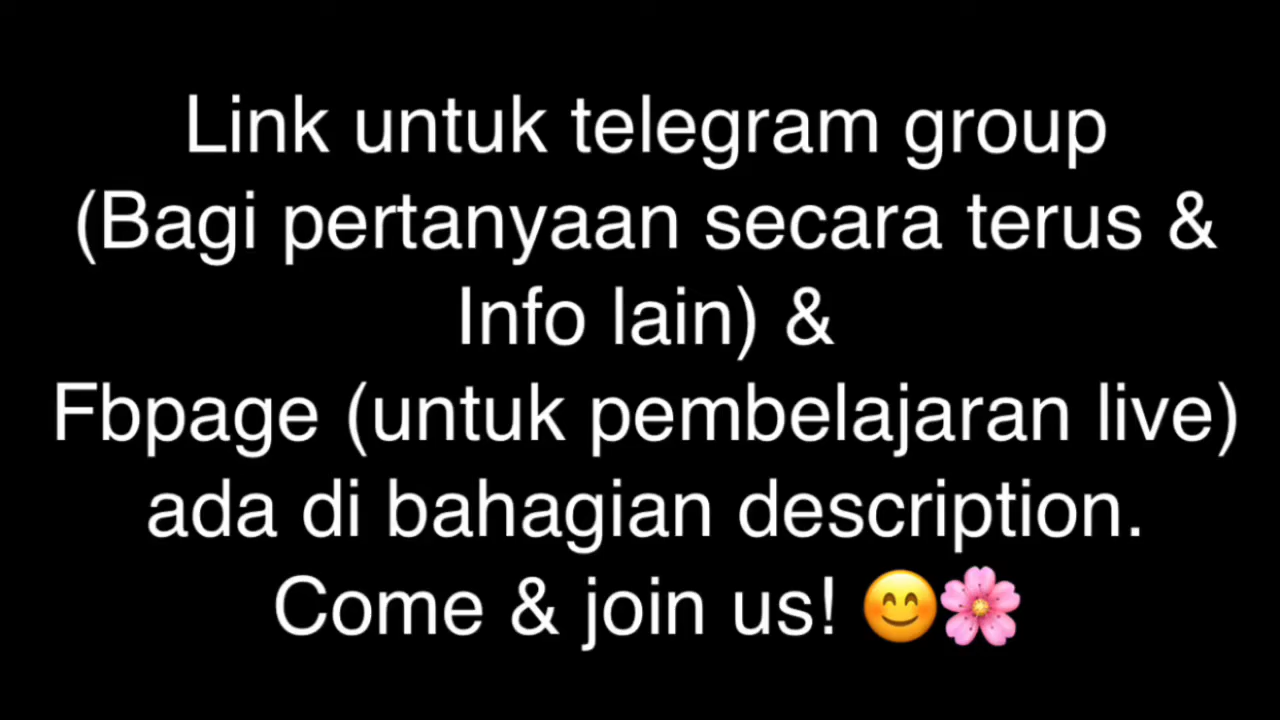 Link untuk telegram group
(Bagi pertanyaan secara terus &
Info lain) &
Fbpage (untuk pembelajaran live)
ada di bahagian description.
Come & join us! 😊🌸